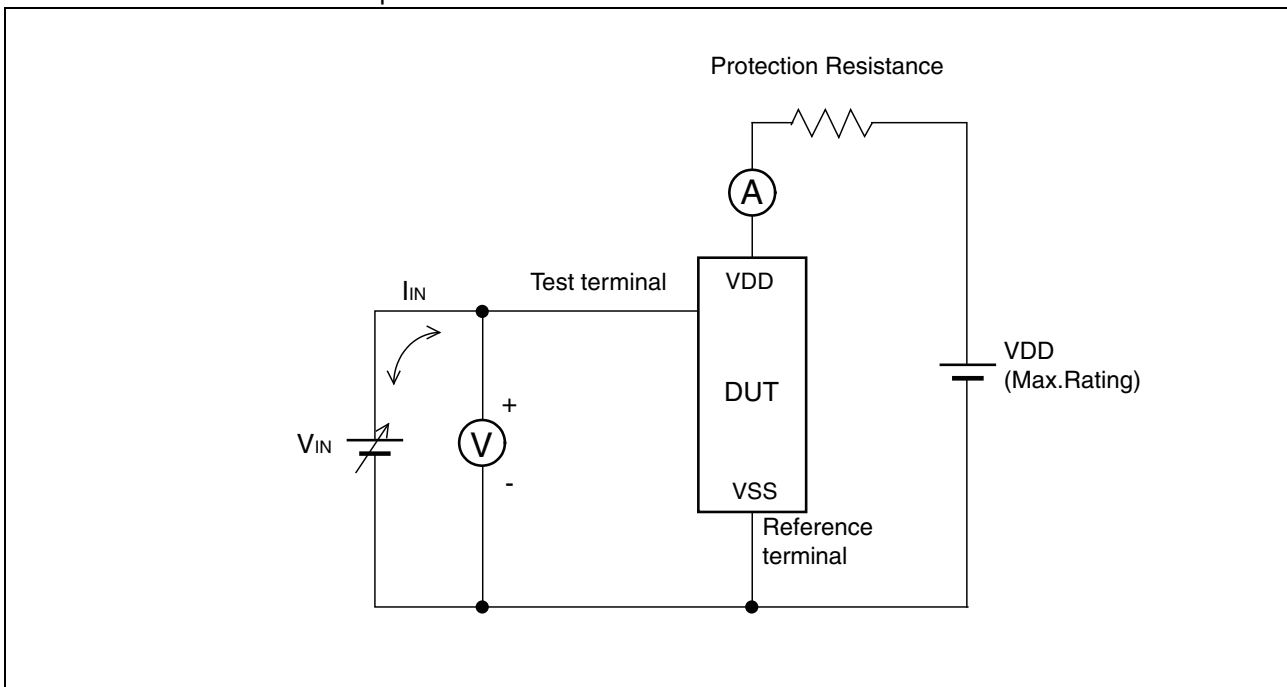 Protection Resistance
A
VDD
Test terminal
IIN
DUT
VDD
(Max.Rating)
+
VIN
V
-
VSS
Reference
terminal